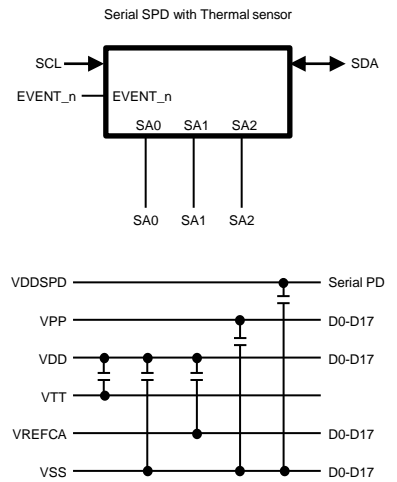 Serial SPD with Thermal sensor
SCL SDA
EVENT_n EVENT_n
SA0 SA1 SA2
SA0 SA1 SA2
VDDSPD Serial PD
VPP D0-D17
VDD D0-D17
VTT
VREFCA D0-D17
VSS D0-D17